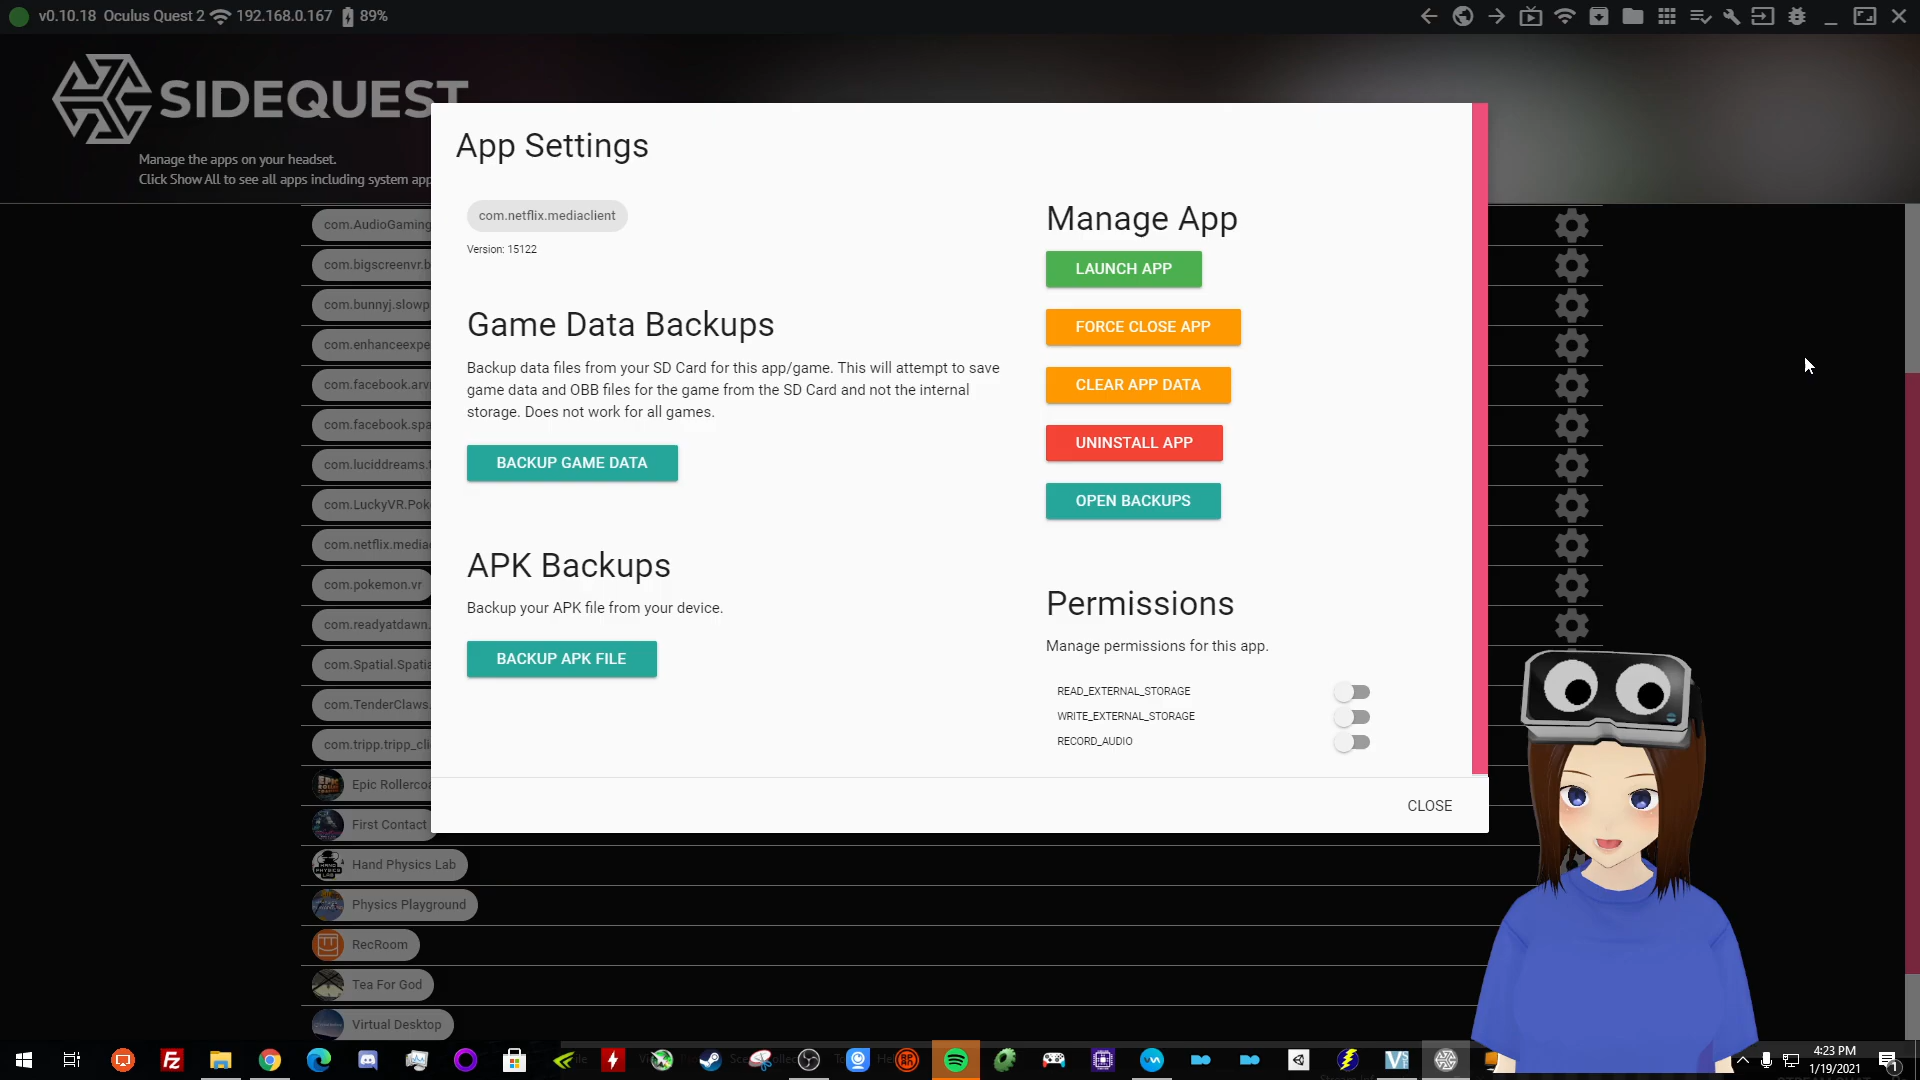 v0.10.18 Oculus Quest 2 192.168.0.167 89%
SIDEQUEST
Manage the apps on your headset.
Click Show All to see all apps including system app
App Settings
com.netflix.mediaclient
Version: 15122
Game Data Backups
Backup data files from your SD Card for this app/game. This will attempt to save
game data and OBB files for the game from the SD Card and not the internal
storage. Does not work for all games.
BACKUP GAME DATA
APK Backups
Backup your APK file from your device.
BACKUP APK FILE
Manage App
LAUNCH APP
FORCE CLOSE APP
CLEAR APP DATA
UNINSTALL APP
OPEN BACKUPS
Permissions
Manage permissions for this app.
READ_EXTERNAL_STORAGE
WRITE_EXTERNAL_STORAGE
RECORD_AUDIO
CLOSE
com.AudioGaming
com.bigscreenvr.b
com.bunnyj.slowp
com.enhanceexpe
com.facebook.arv
com.facebook.spa
com.luciddreams.
com.LuckyVR.Pok
com.netflix.media
com.pokemon.vr
com.readyatdawn.
com.Spatial.Spatia
com.TenderClaws.
com.tripp.tripp_cli
Epic Rollercoa
First Contact
Hand Physics Lab
Physics Playground
RecRoom
Tea For God
Virtual Desktop
4:23 PM
1/19/2021